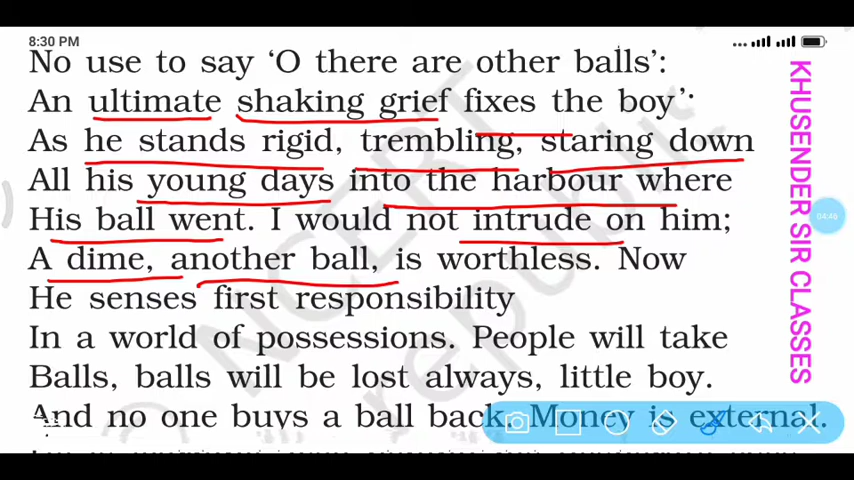 8:30 PM
No use to say ‘O there are other balls’:
An ultimate shaking grief fixes the boy’:
As he stands rigid, trembling, staring down
All his young days into the harbour where
His ball went. I would not intrude on him;
A dime, another ball, is worthless. Now
He senses first responsibility
In a world of possessions. People will take
Balls, balls will be lost always, little boy.
And no one buys a ball back. Money is external.
KHUSENDER SIR CLASSES
04:46
NCERT
republi